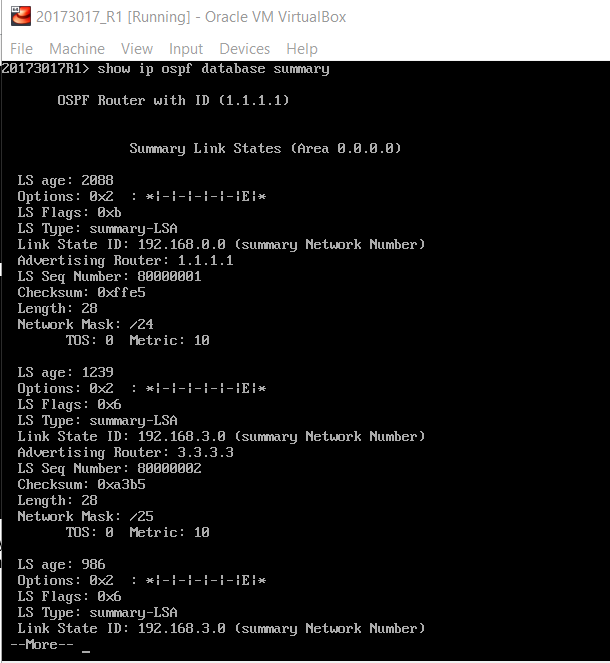 20173017_R1 [Running] - Oracle VM VirtualBox
File Machine View Input Devices Help
20173017R1> show ip ospf database summary
OSPF Router with ID (1.1.1.1)
Summary Link States (Area 0.0.0.0)
LS age: 2088
Options: 0x2 : *|-|-|-|-|-|E|*
LS Flags: 0xb
LS Type: summary-LSA
Link State ID: 192.168.0.0 (summary Network Number)
Advertising Router: 1.1.1.1
LS Seq Number: 80000001
Checksum: 0xffe5
Length: 28
Network Mask: /24
TOS: 0 Metric: 10
LS age: 1239
Options: 0x2 : *|-|-|-|-|-|E|*
LS Flags: 0x6
LS Type: summary-LSA
Link State ID: 192.168.3.0 (summary Network Number)
Advertising Router: 3.3.3.3
LS Seq Number: 80000002
Checksum: 0xa3b5
Length: 28
Network Mask: /25
TOS: 0 Metric: 10
LS age: 986
Options: 0x2 : *|-|-|-|-|-|E|*
LS Flags: 0x6
LS Type: summary-LSA
Link State ID: 192.168.3.0 (summary Network Number)
--More-- _